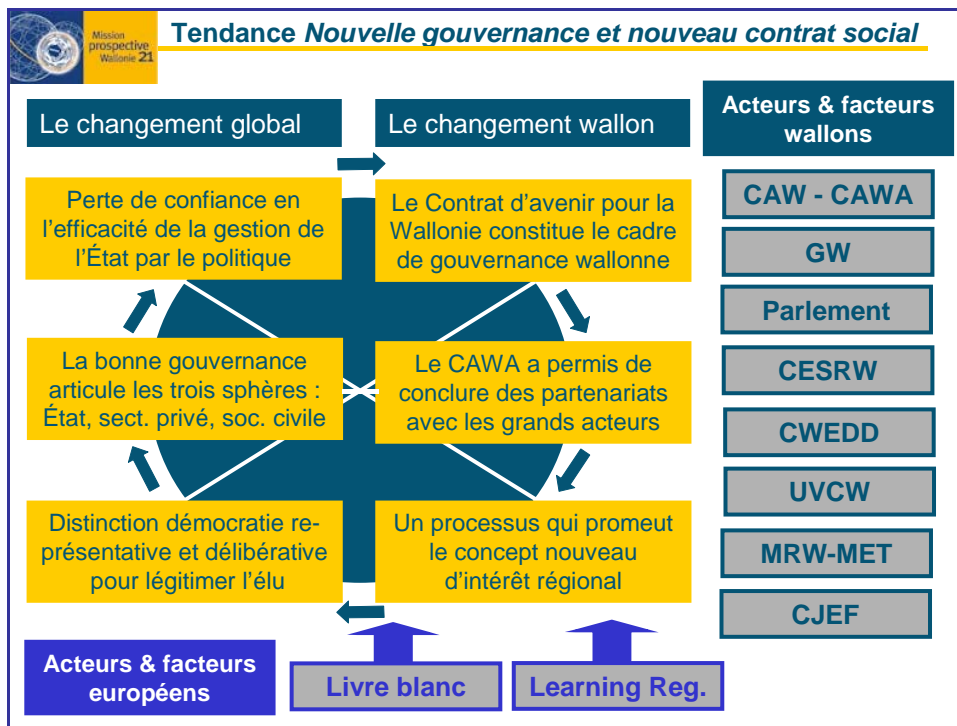 Mission
prospective
Wallonie 21
Tendance Nouvelle gouvernance et nouveau contrat social
Le changement global
Le changement wallon
Acteurs & facteurs
wallons
Perte de confiance en
l’efficacité de la gestion de
l’État par le politique
Le Contrat d’avenir pour la
Wallonie constitue le cadre
de gouvernance wallonne
La bonne gouvernance
articule les trois sphères :
État, sect. privé, soc. civile
Le CAWA a permis de
conclure des partenariats
avec les grands acteurs
Distinction démocratie re-
présentative et délibérative
pour légitimer l’élu
Un processus qui promeut
le concept nouveau
d’intérêt régional
CAW - CAWA
GW
Parlement
CESRW
CWEDD
UVCW
MRW-MET
CJEF
Acteurs & facteurs
européens
Livre blanc
Learning Reg.